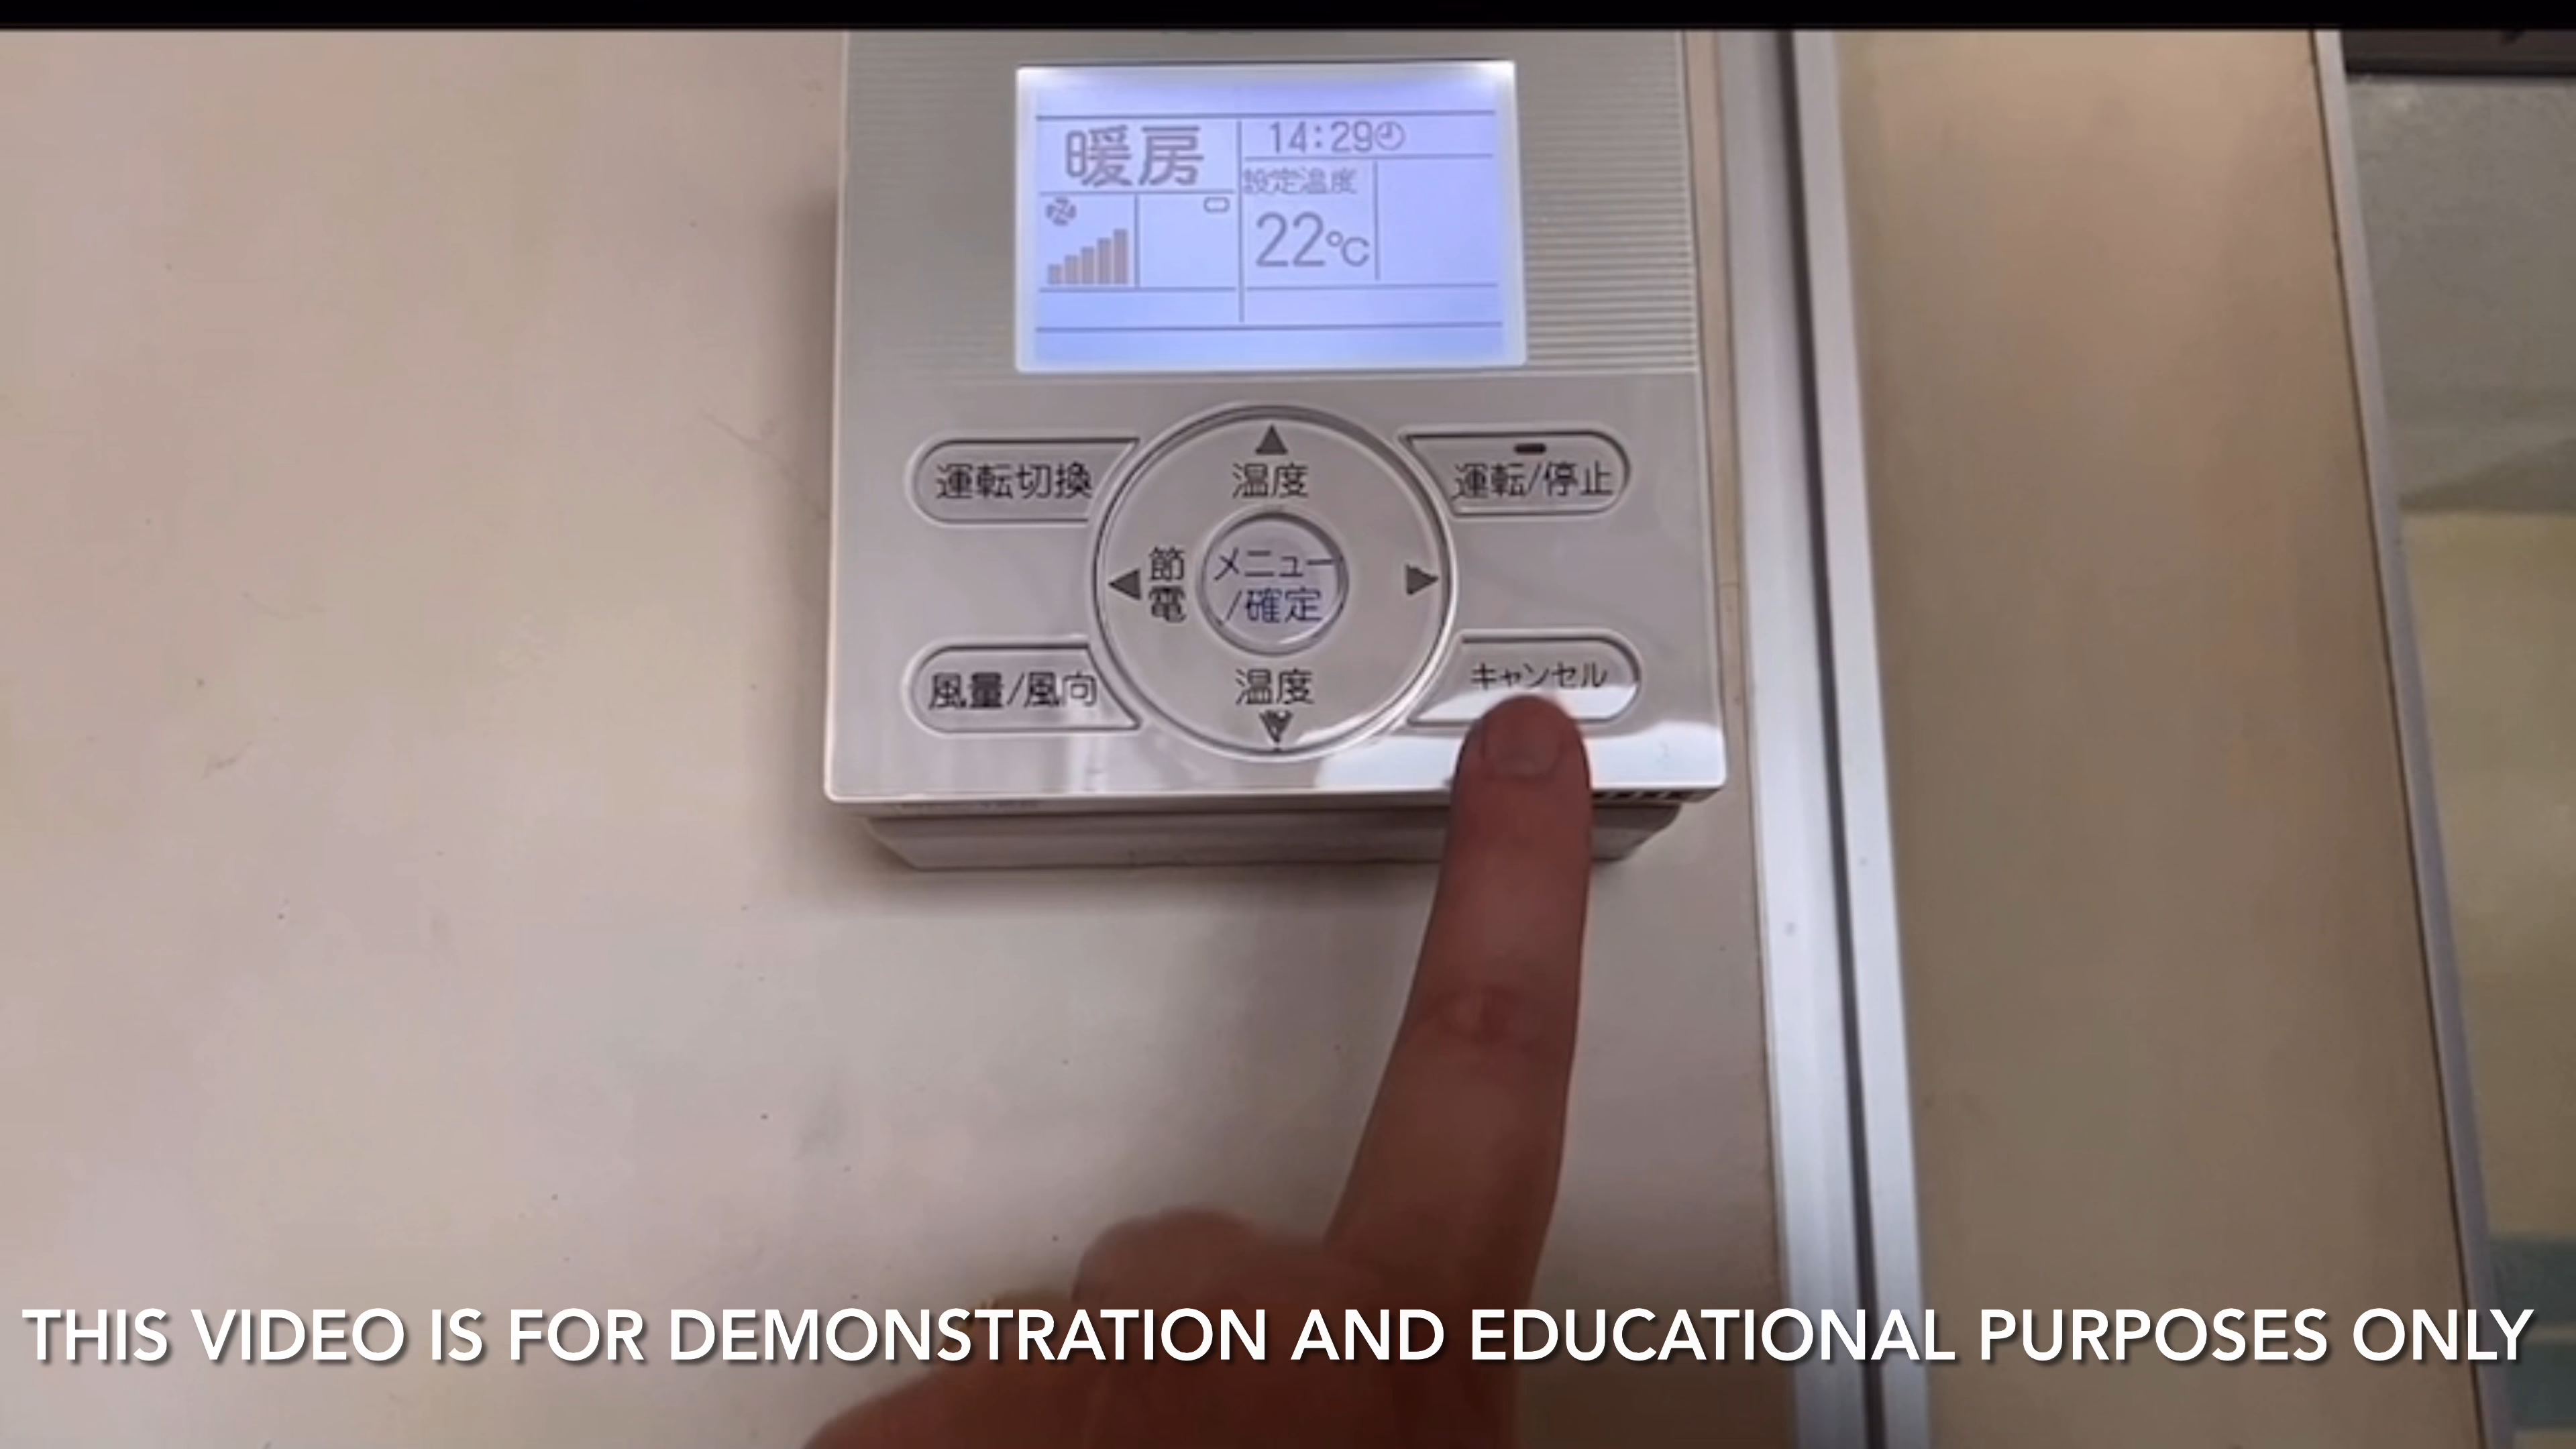 暖房
14:29
設定温度
22℃
運転切換
温度
運転/停止
節電
メニュー
/確定
風量/風向
温度
キャンセル
THIS VIDEO IS FOR DEMONSTRATION AND EDUCATIONAL PURPOSES ONLY